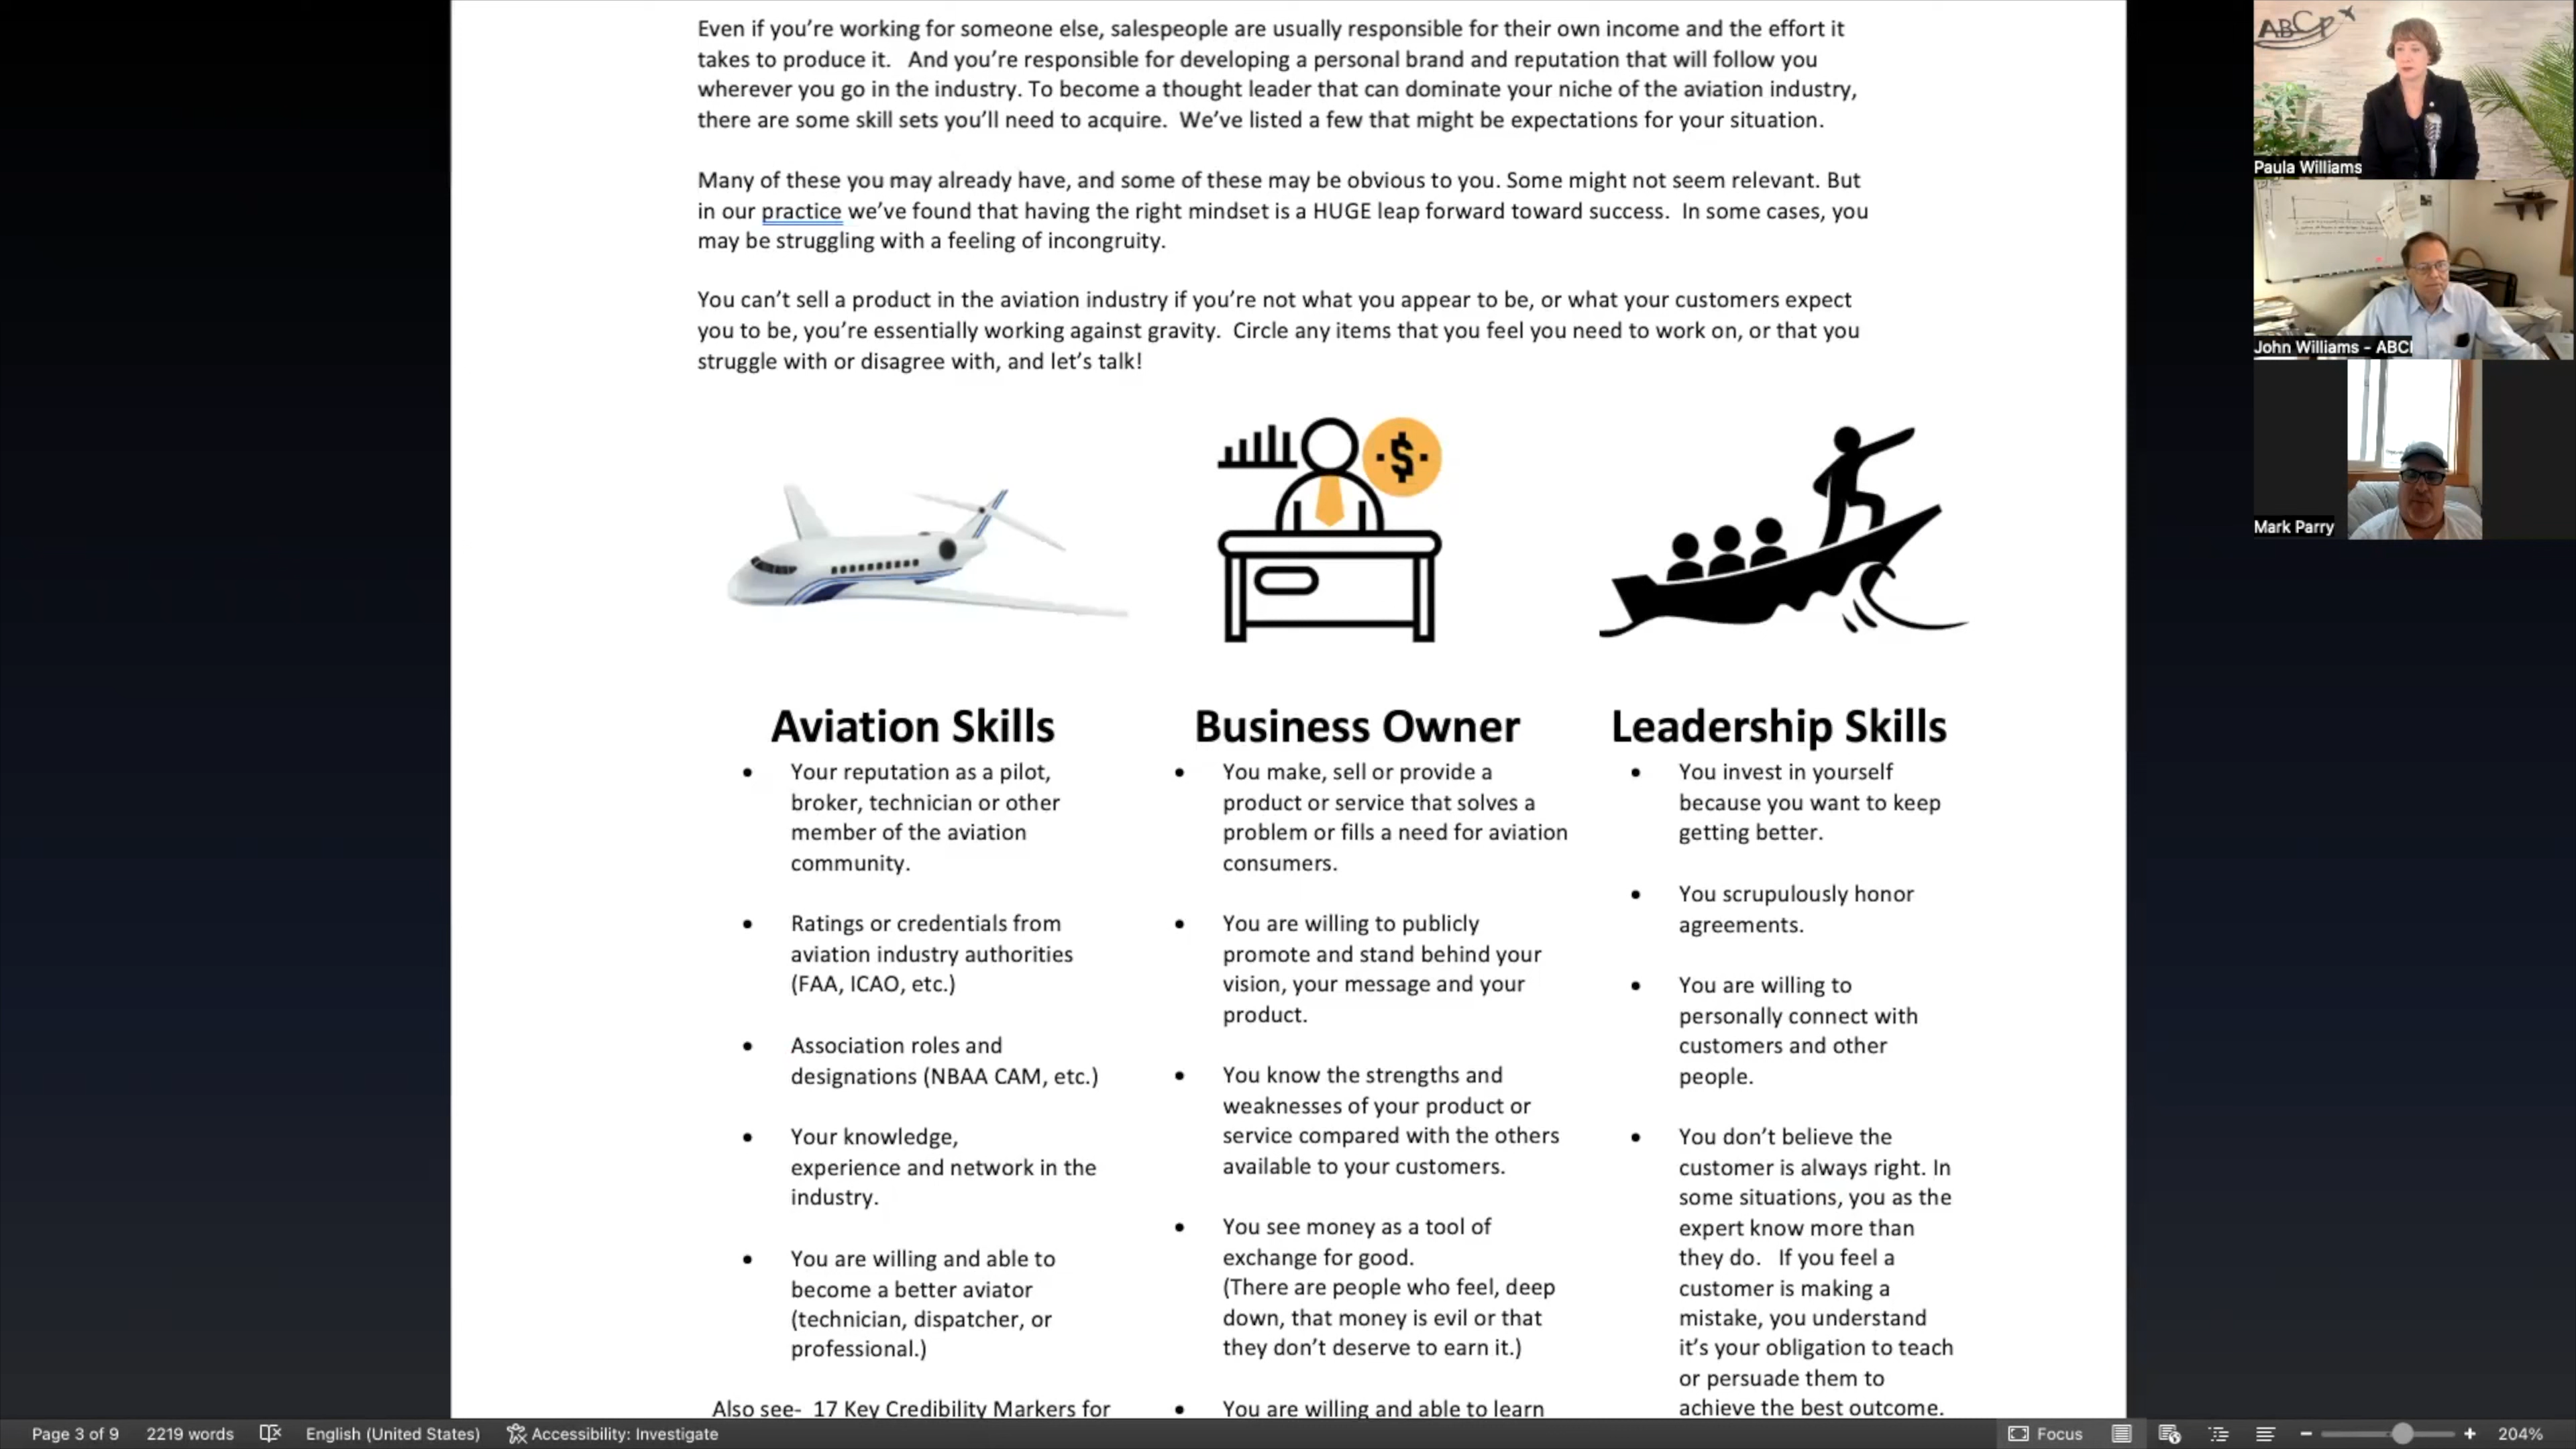 Even if you’re working for someone else, salespeople are usually responsible for their own income and the effort it
takes to produce it.   And you’re responsible for developing a personal brand and reputation that will follow you
wherever you go in the industry. To become a thought leader that can dominate your niche of the aviation industry,
there are some skill sets you’ll need to acquire.  We’ve listed a few that might be expectations for your situation.
Many of these you may already have, and some of these may be obvious to you. Some might not seem relevant. But
in our practice we’ve found that having the right mindset is a HUGE leap forward toward success.  In some cases, you
may be struggling with a feeling of incongruity.
You can’t sell a product in the aviation industry if you’re not what you appear to be, or what your customers expect
you to be, you’re essentially working against gravity.  Circle any items that you feel you need to work on, or that you
struggle with or disagree with, and let’s talk!
$
Aviation Skills
• Your reputation as a pilot,
broker, technician or other
member of the aviation
community.
• Ratings or credentials from
aviation industry authorities
(FAA, ICAO, etc.)
• Association roles and
designations (NBAA CAM, etc.)
• Your knowledge,
experience and network in the
industry.
• You are willing and able to
become a better aviator
(technician, dispatcher, or
professional.)
Also see-  17 Key Credibility Markers for
Business Owner
• You make, sell or provide a
product or service that solves a
problem or fills a need for aviation
consumers.
• You are willing to publicly
promote and stand behind your
vision, your message and your
product.
• You know the strengths and
weaknesses of your product or
service compared with the others
available to your customers.
• You see money as a tool of
exchange for good.
(There are people who feel, deep
down, that money is evil or that
they don’t deserve to earn it.)
• You are willing and able to learn
Leadership Skills
• You invest in yourself
because you want to keep
getting better.
• You scrupulously honor
agreements.
• You are willing to
personally connect with
customers and other
people.
• You don’t believe the
customer is always right. In
some situations, you as the
expert know more than
they do.   If you feel a
customer is making a
mistake, you understand
it’s your obligation to teach
or persuade them to
achieve the best outcome.
ABCI
Paula Williams
John Williams - ABCI
Mark Parry
Page 3 of 9
2219 words
English (United States)
Accessibility: Investigate
Focus
204%